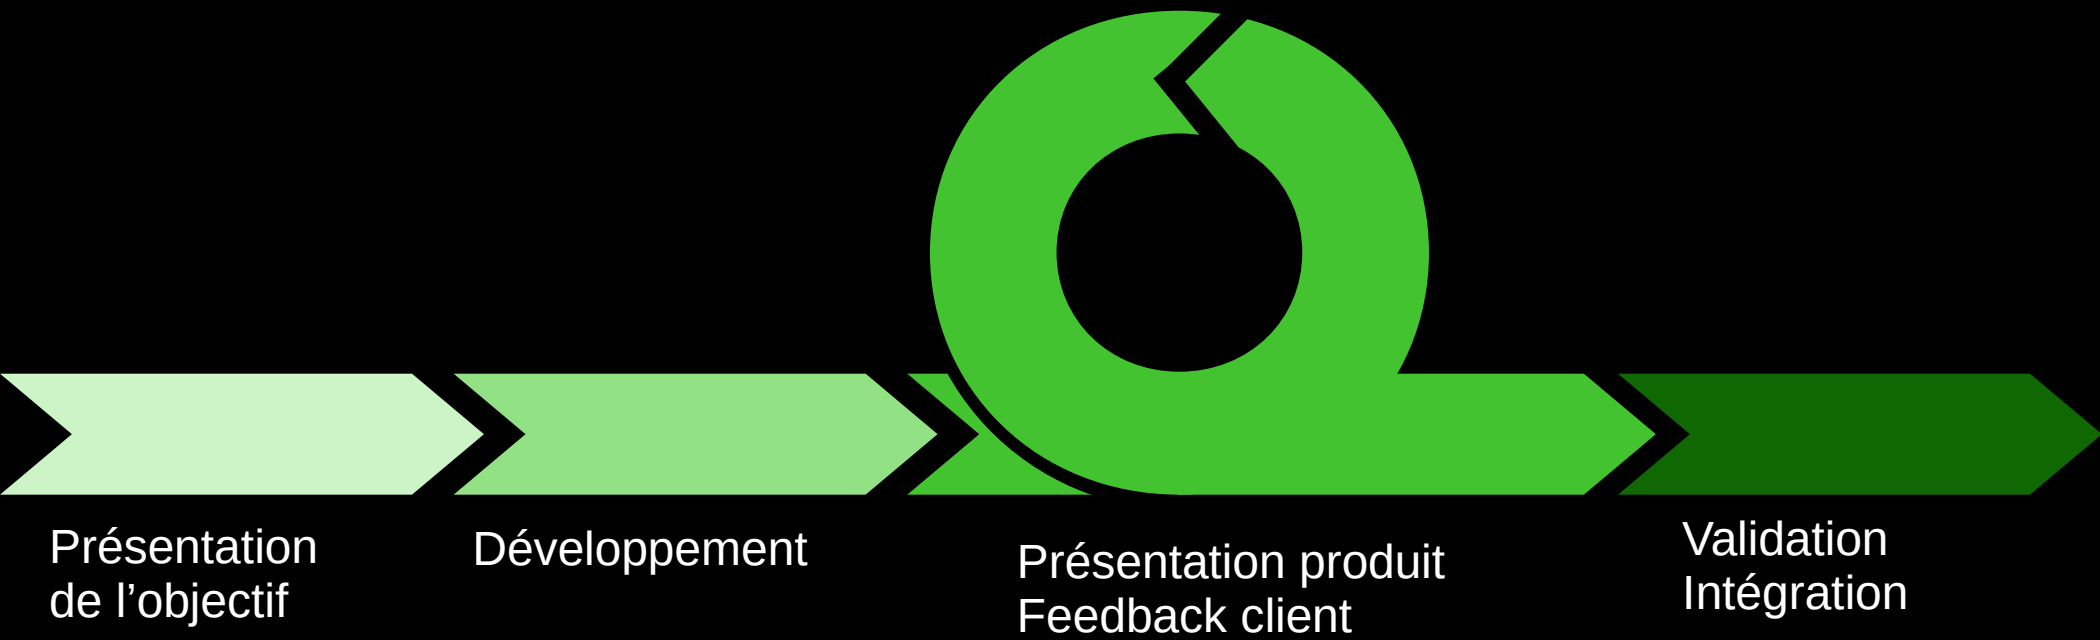 Présentation
de l’objectif
Développement
Présentation produit
Feedback client
Validation
Intégration